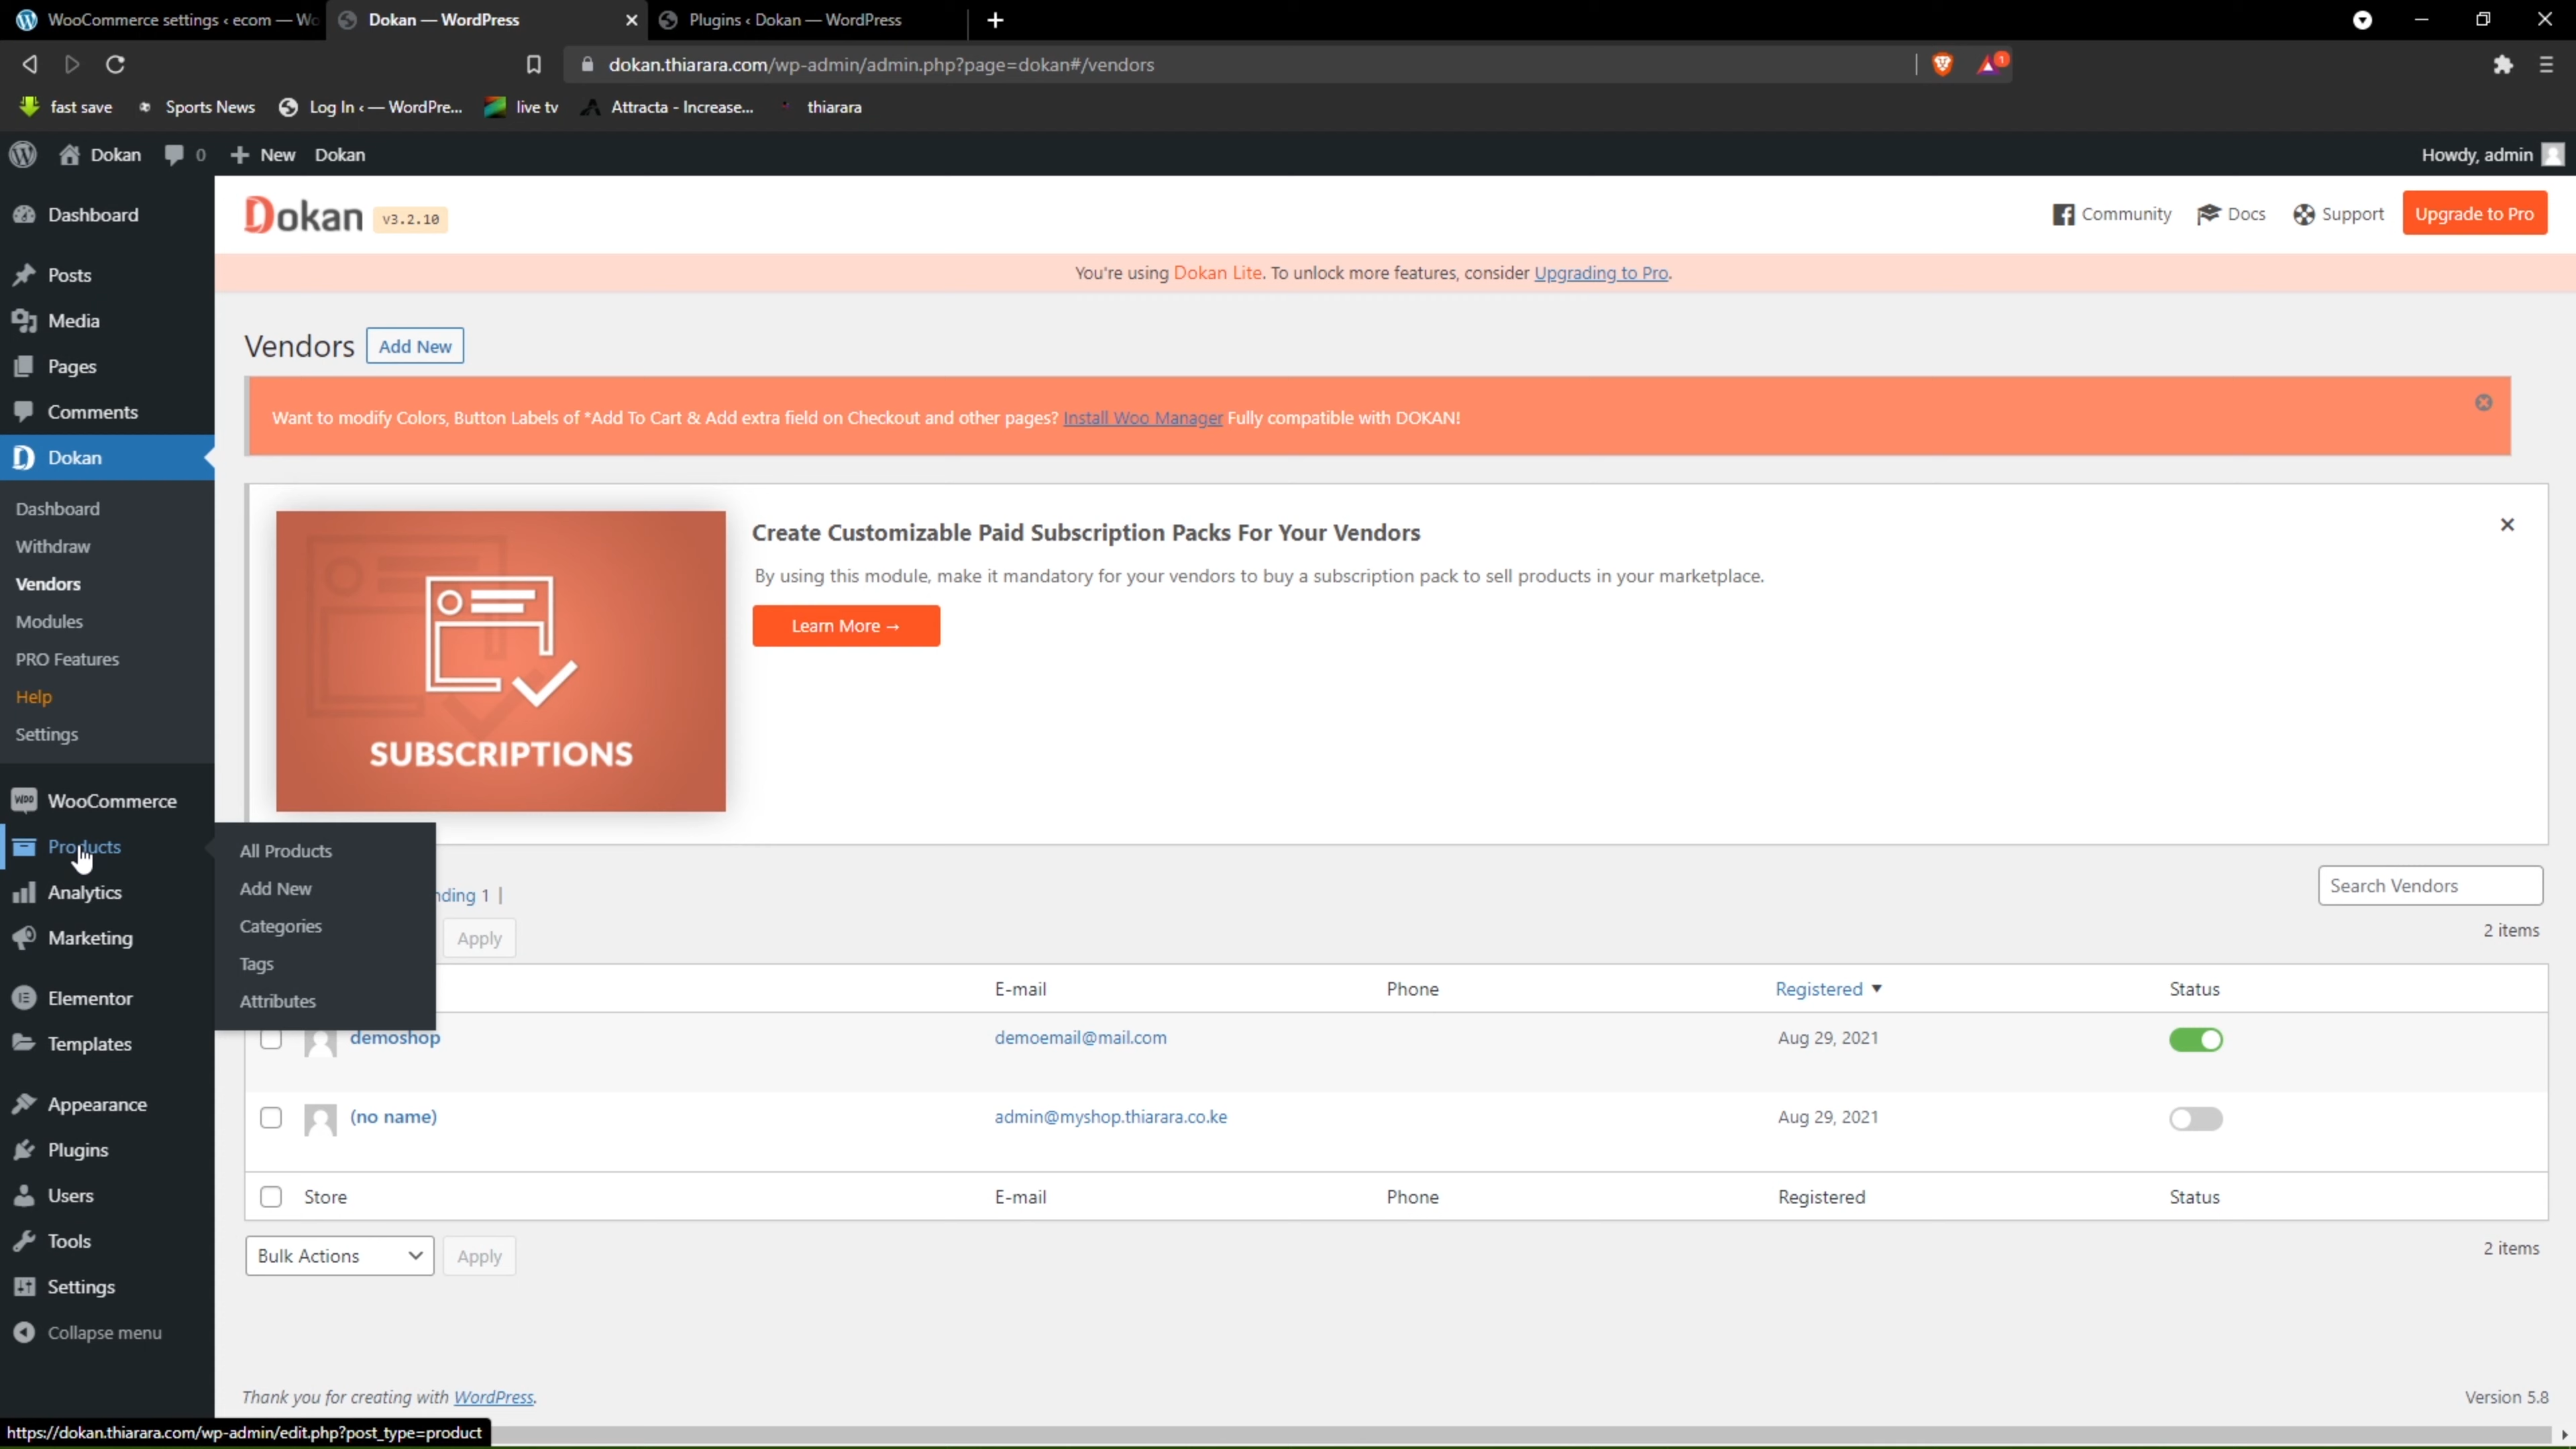 WooCommerce settings ‹ ecom — Wo
Dokan — WordPress
Plugins ‹ Dokan — WordPress
dokan.thiarara.com/wp-admin/admin.php?page=dokan#/vendors
1
fast save
Sports News
Log In ‹ — WordPre...
live tv
Attracta - Increase...
thiarara
Dokan
0
New
Dokan
Howdy, admin
Dashboard
Posts
Media
Pages
Comments
Dokan
Dashboard
Withdraw
Vendors
Modules
PRO Features
Help
Settings
WooCommerce
Products
Analytics
Marketing
Elementor
Templates
Appearance
Plugins
Users
Tools
Settings
Collapse menu
All Products
Add New
Categories
Tags
Attributes
Dokan v3.2.10
Community
Docs
Support
Upgrade to Pro
You're using Dokan Lite. To unlock more features, consider Upgrading to Pro.
Vendors
Add New
Want to modify Colors, Button Labels of *Add To Cart & Add extra field on Checkout and other pages? Install Woo Manager Fully compatible with DOKAN!
SUBSCRIPTIONS
Create Customizable Paid Subscription Packs For Your Vendors
By using this module, make it mandatory for your vendors to buy a subscription pack to sell products in your marketplace.
Learn More →
nding 1 |
Search Vendors
Apply
2 items
E-mail Phone Registered Status
demoshop demoemail@mail.com Aug 29, 2021
(no name) admin@myshop.thiarara.co.ke Aug 29, 2021
Store E-mail Phone Registered Status
Bulk Actions
Apply
2 items
Thank you for creating with WordPress.
Version 5.8
https://dokan.thiarara.com/wp-admin/edit.php?post_type=product